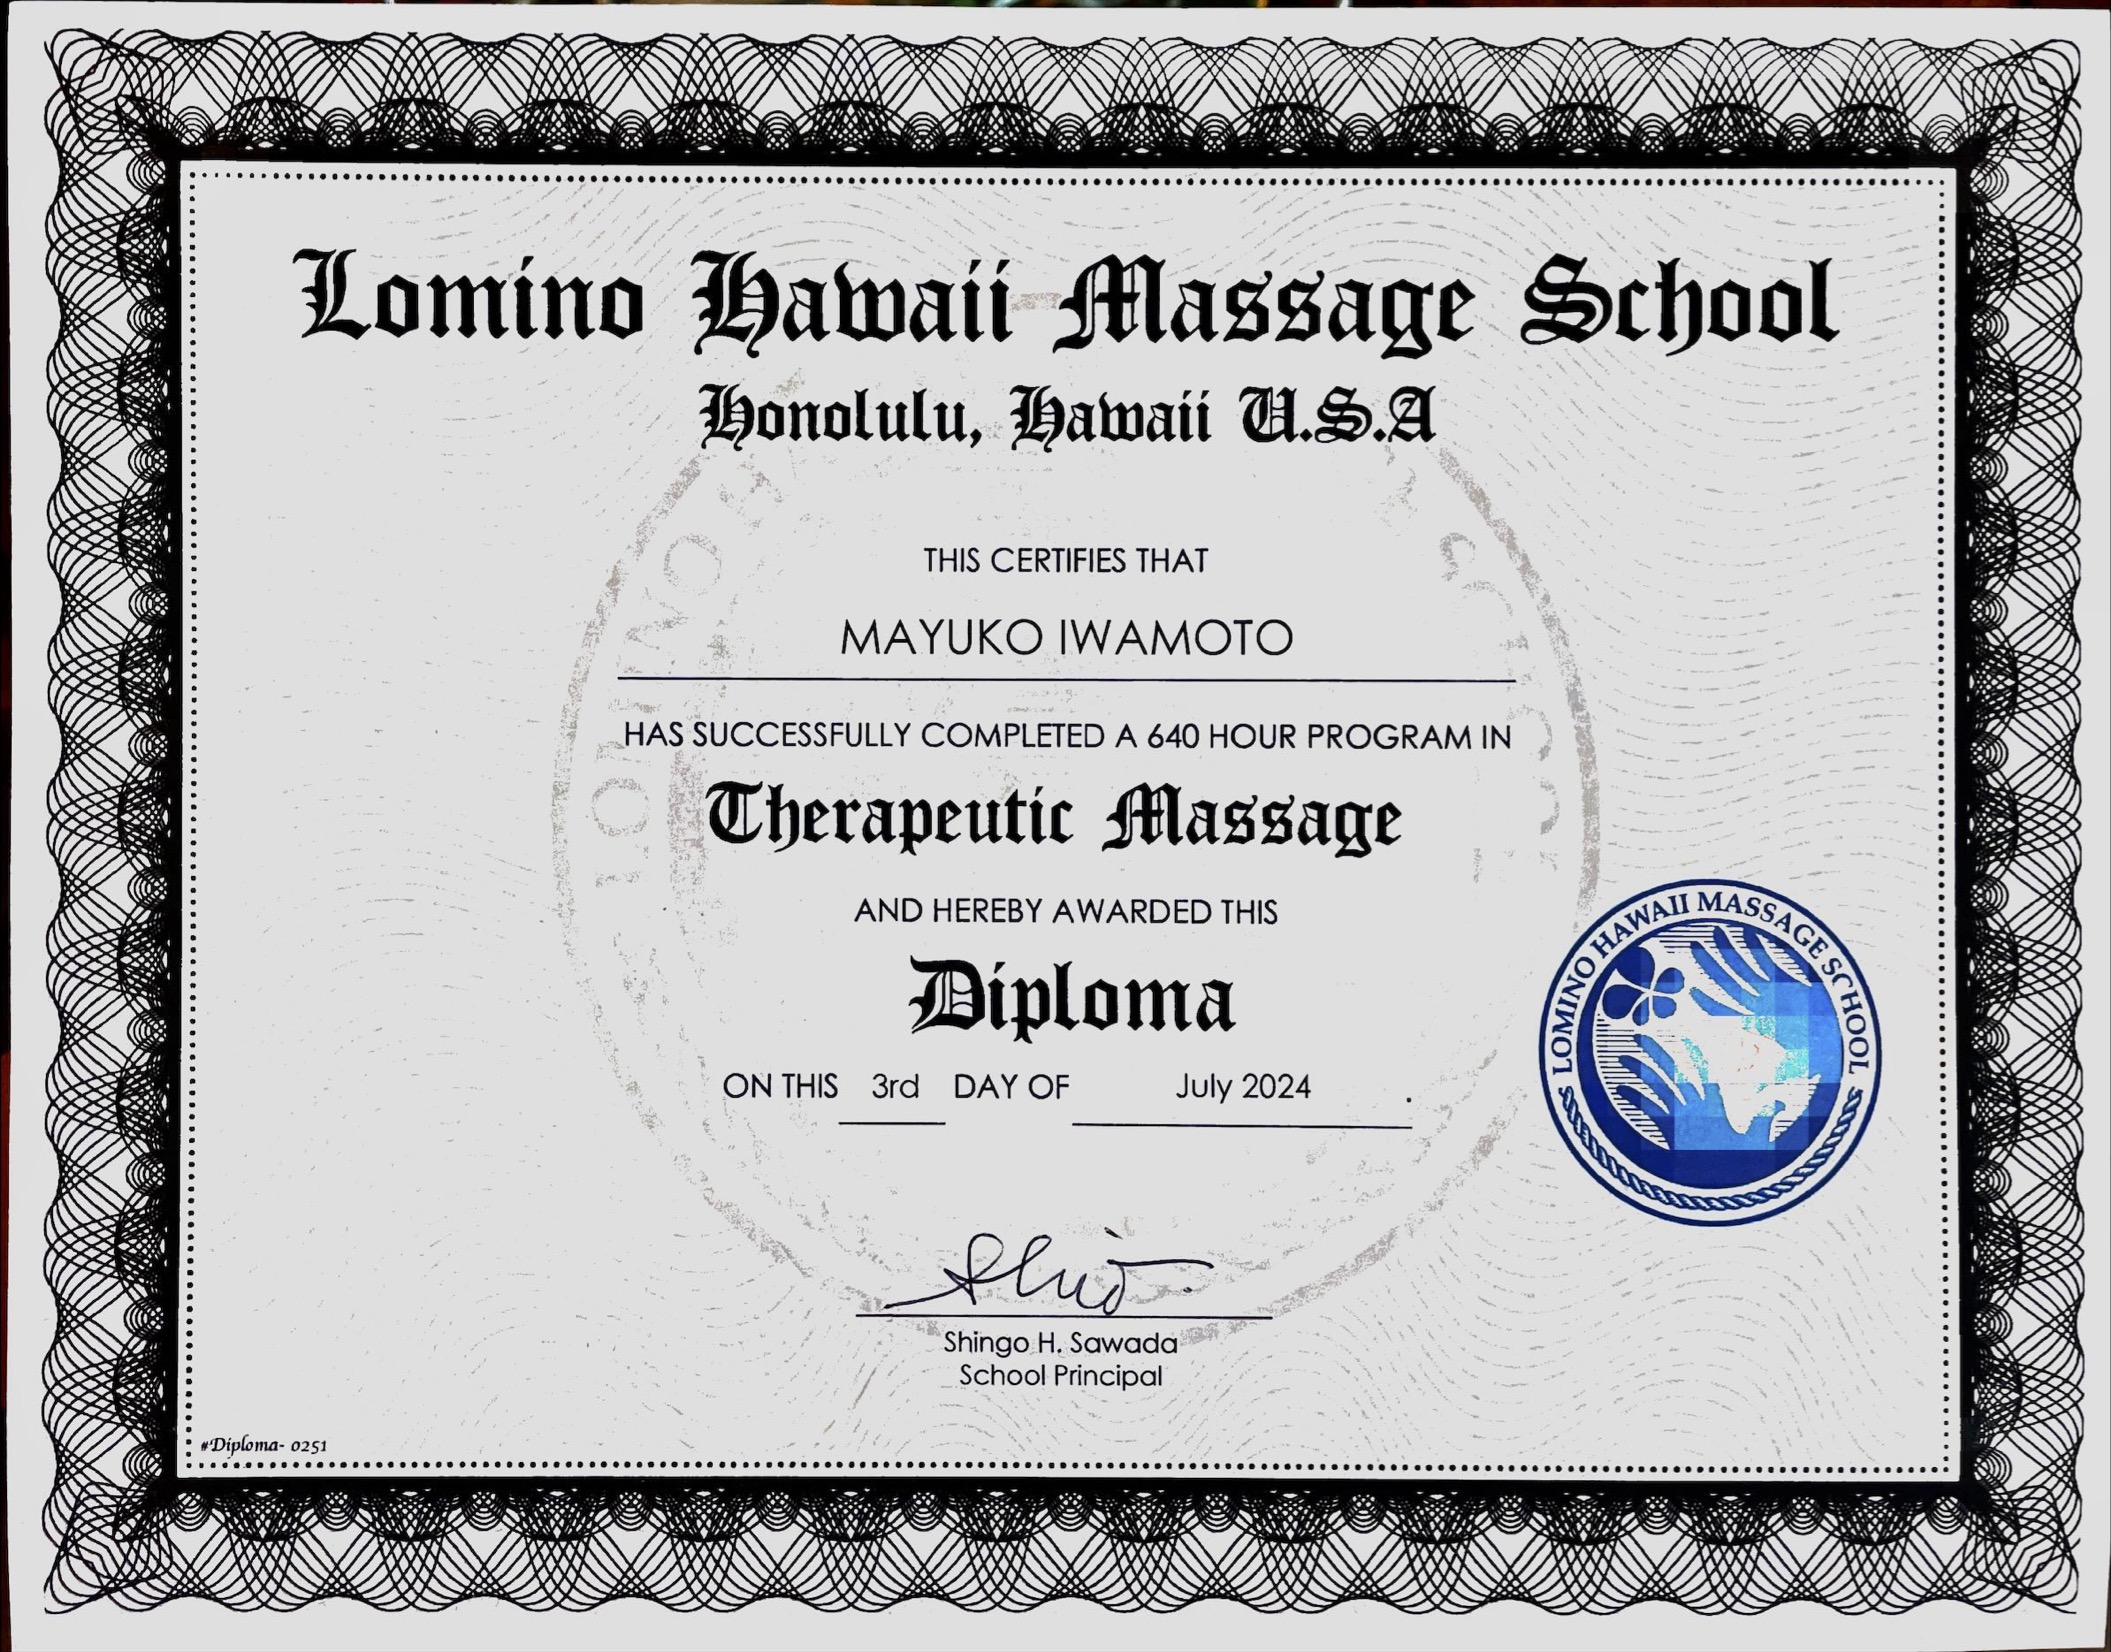 Lomino Hawaii Massage School
Honolulu, Hawaii U.S.A
THIS CERTIFIES THAT
MAYUKO IWAMOTO
HAS SUCCESSFULLY COMPLETED A 640 HOUR PROGRAM IN
Therapeutic Massage
AND HEREBY AWARDED THIS
Diploma
ON THIS 3rd DAY OF July 2024 .
LOMINO HAWAII MASSAGE SCHOOL
Shingo H. Sawada
School Principal
#Diploma- 0251